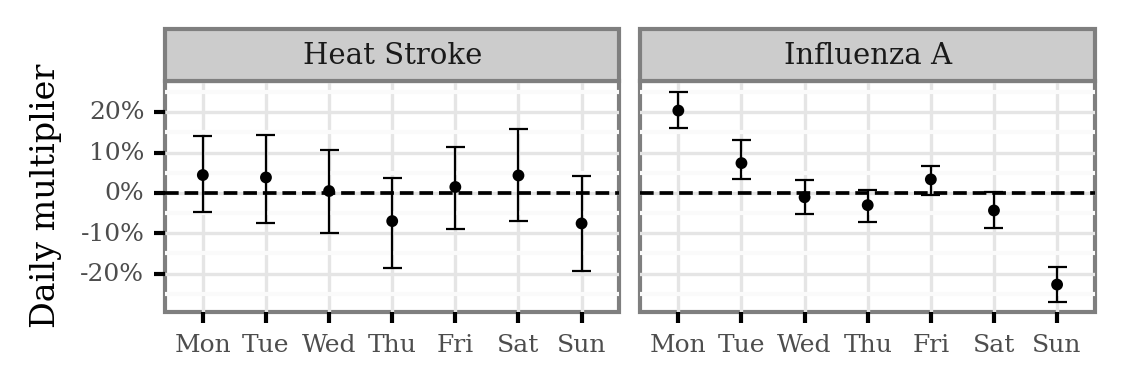 Heat Stroke
Influenza A
Daily multiplier
20%
10%
0%
-10%
-20%
Mon Tue Wed Thu Fri Sat Sun
Mon Tue Wed Thu Fri Sat Sun